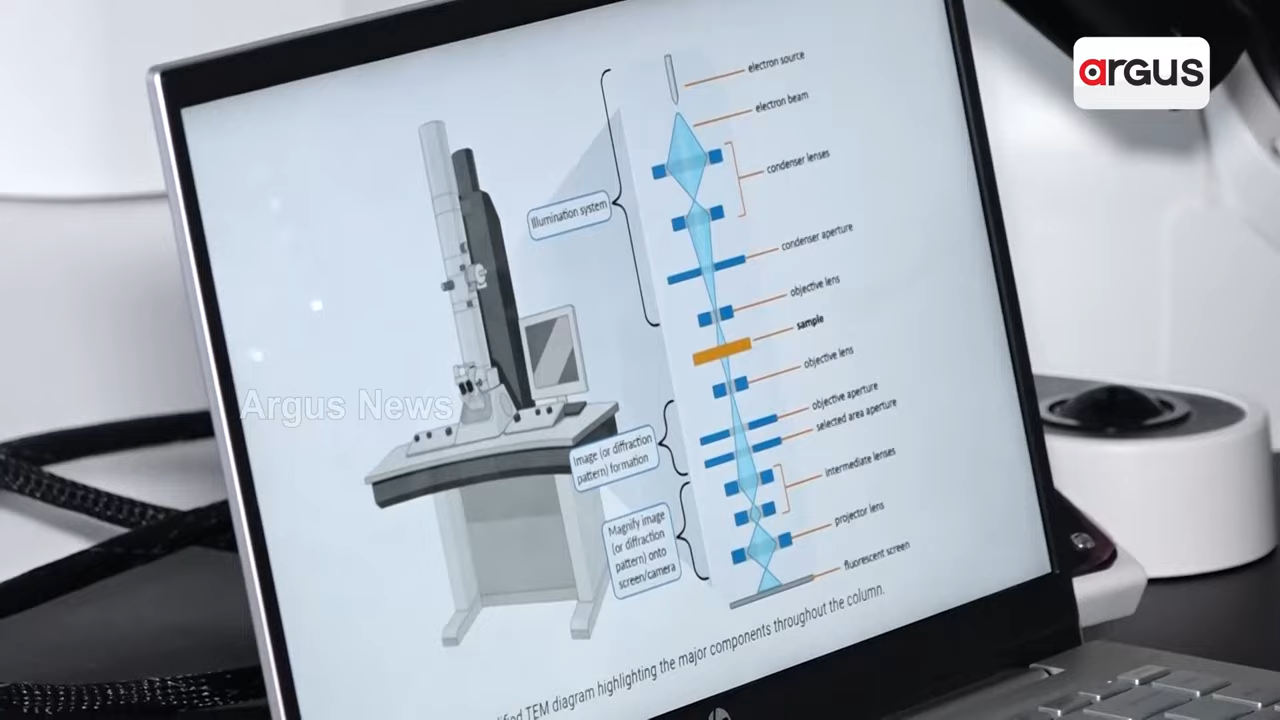 argus
electron source
electron beam
condenser lenses
Illumination system
condenser aperture
objective lens
sample
objective lens
objective aperture
selected area aperture
Image (or diffraction
pattern) formation
intermediate lenses
projector lens
Magnify image
(or diffraction
pattern) onto
screen/camera
fluorescent screen
TEM diagram highlighting the major components throughout the column.
Argus News
hp